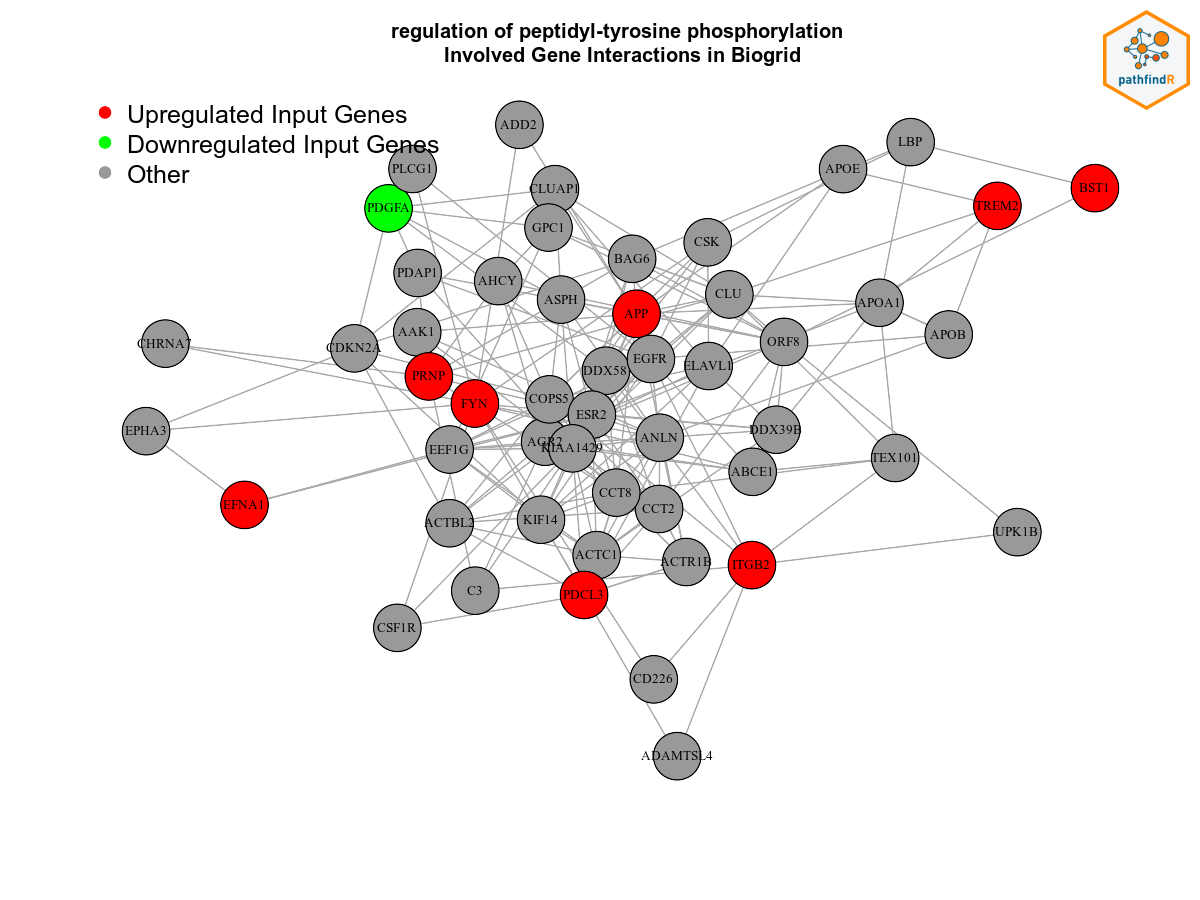 regulation of peptidyl-tyrosine phosphorylation
Involved Gene Interactions in Biogrid
pathfindR
Upregulated Input Genes
Downregulated Input Genes
Other
ADD2
LBP
PLCG1
APOE
CLUAP1
BST1
TREM2
PDGFA
GPC1
CSK
BAG6
PDAP1
AHCY
CLU
ASPH
APOA1
APP
AAK1
APOB
ORF8
CHRNA7
CDKN2A
EGFR
ELAVL1
DDX58
PRNP
COPS5
FYN
ESR2
EPHA3
DDX39B
ANLN
AGR2
KIAA1429
EEF1G
TEX101
ABCE1
CCT8
EFNA1
CCT2
KIF14
ACTBL2
UPK1B
ACTC1
ACTR1B
ITGB2
C3
PDCL3
CSF1R
CD226
ADAMTSL4